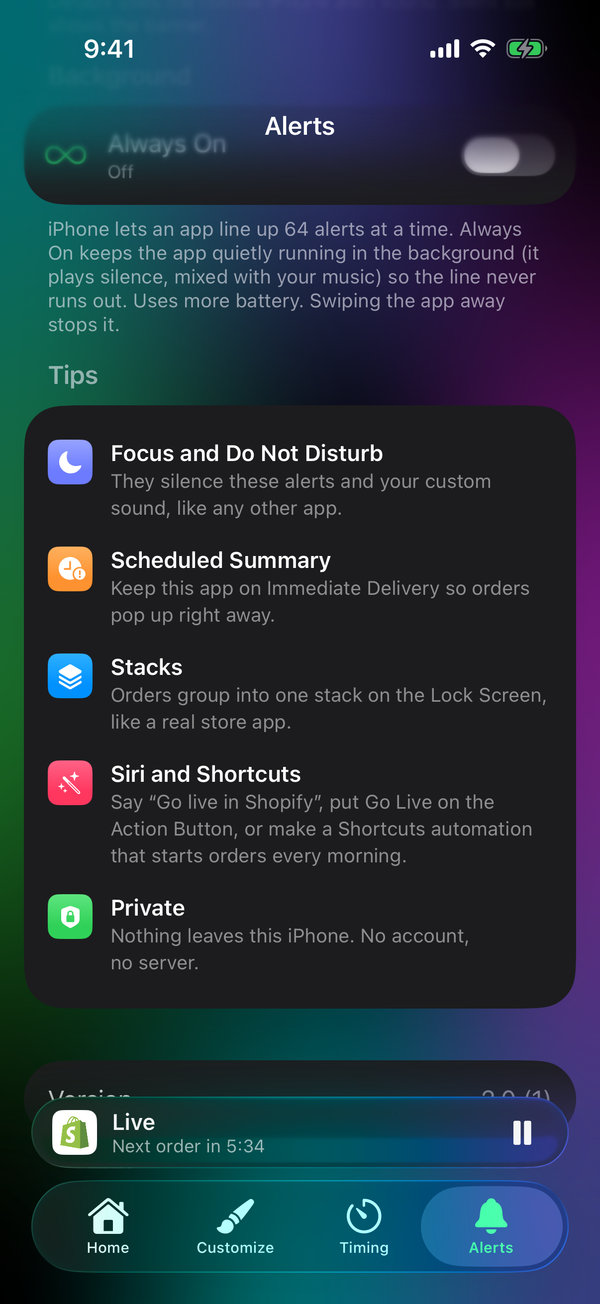 9:41
Background
Alerts
Always On
Off
iPhone lets an app line up 64 alerts at a time. Always
On keeps the app quietly running in the background (it
plays silence, mixed with your music) so the line never
runs out. Uses more battery. Swiping the app away
stops it.
Tips
Focus and Do Not Disturb
They silence these alerts and your custom
sound, like any other app.
Scheduled Summary
Keep this app on Immediate Delivery so orders
pop up right away.
Stacks
Orders group into one stack on the Lock Screen,
like a real store app.
Siri and Shortcuts
Say “Go live in Shopify”, put Go Live on the
Action Button, or make a Shortcuts automation
that starts orders every morning.
Private
Nothing leaves this iPhone. No account,
no server.
Version 2.0 (1)
Live
Next order in 5:34
Home Customize Timing Alerts